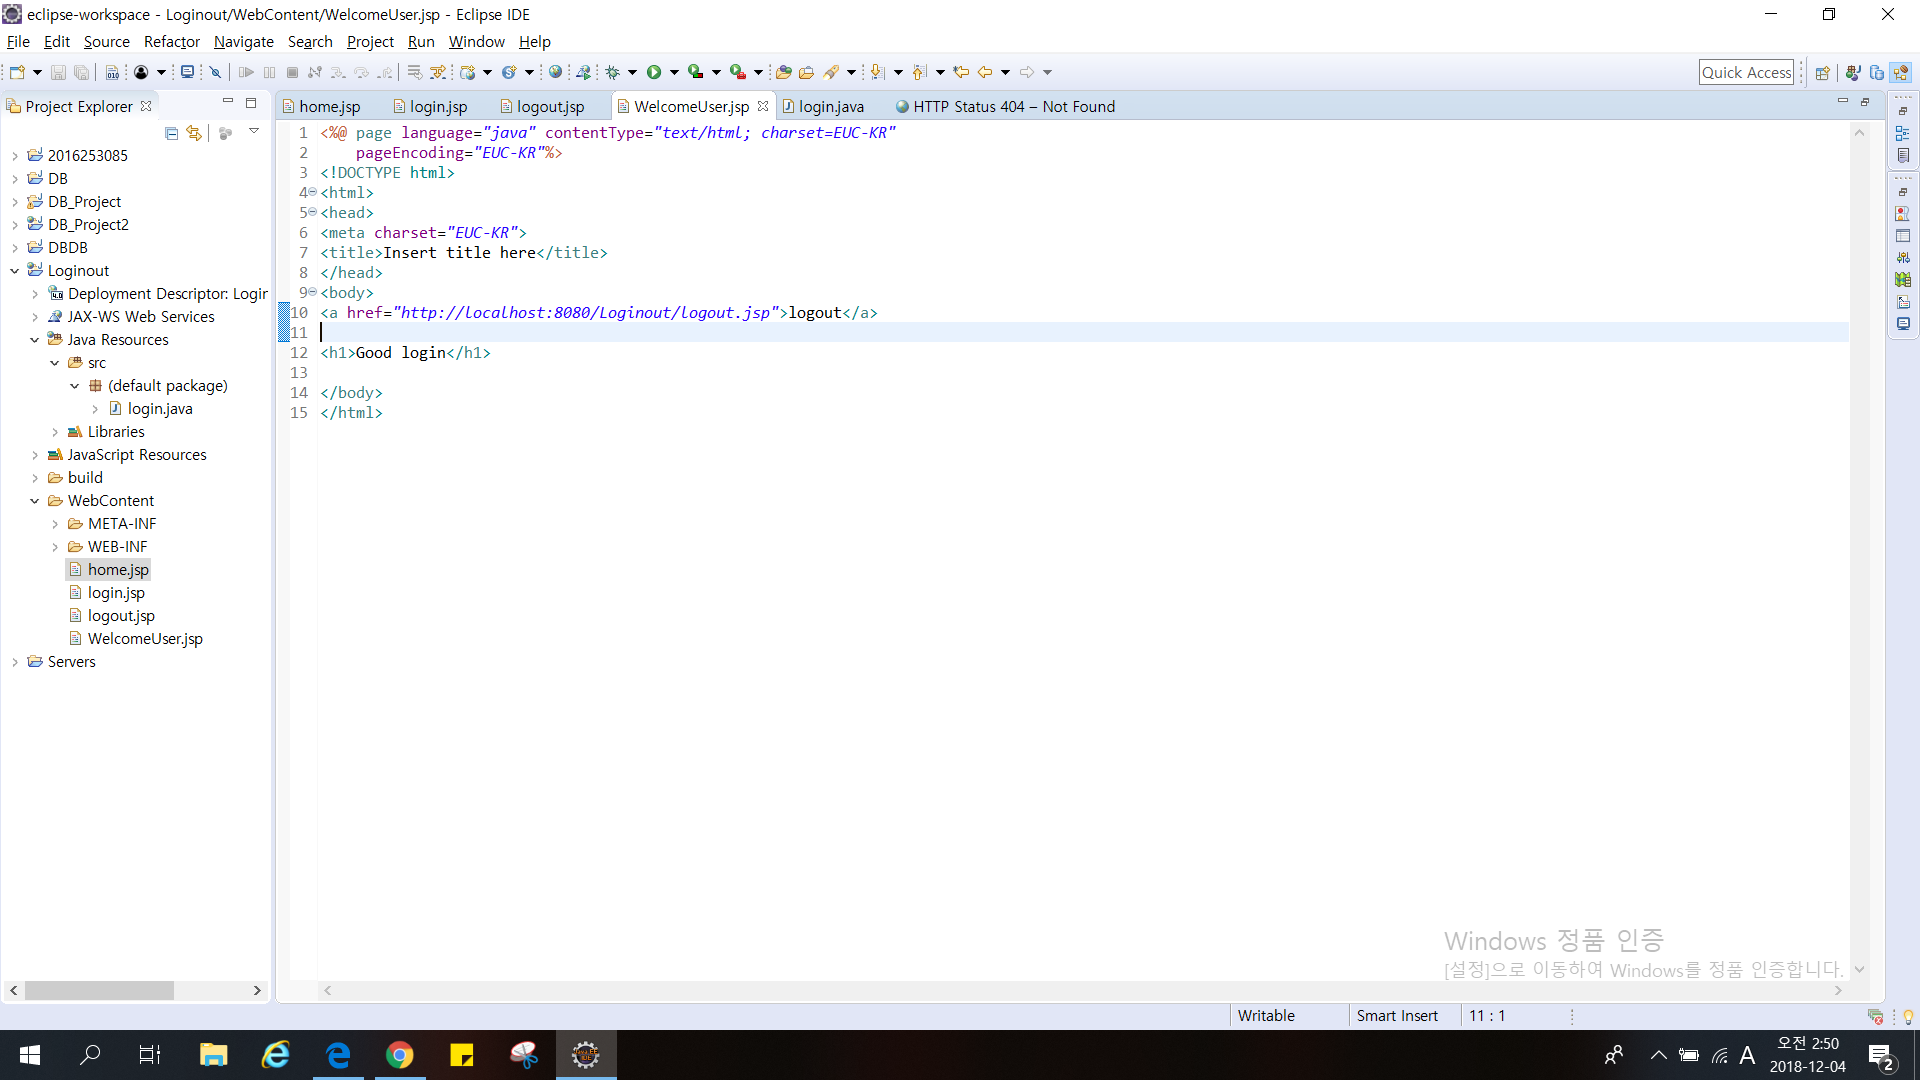 eclipse-workspace - Loginout/WebContent/WelcomeUser.jsp - Eclipse IDE
File Edit Source Refactor Navigate Search Project Run Window Help
Quick Access
Project Explorer
home.jsp login.jsp logout.jsp WelcomeUser.jsp login.java HTTP Status 404 – Not Found
2016253085
DB
DB_Project
DB_Project2
DBDB
Loginout
Deployment Descriptor: Login
JAX-WS Web Services
Java Resources
src
(default package)
login.java
Libraries
JavaScript Resources
build
WebContent
META-INF
WEB-INF
home.jsp
login.jsp
logout.jsp
WelcomeUser.jsp
Servers
1 <%@ page language="java" contentType="text/html; charset=EUC-KR"
2 pageEncoding="EUC-KR"%>
3 <!DOCTYPE html>
4 <html>
5 <head>
6 <meta charset="EUC-KR">
7 <title>Insert title here</title>
8 </head>
9 <body>
10 <a href="http://localhost:8080/Loginout/logout.jsp">logout</a>
11
12 <h1>Good login</h1>
13
14 </body>
15 </html>
Windows 정품 인증
[설정]으로 이동하여 Windows를 정품 인증합니다.
Writable Smart Insert 11 : 1
A
오전 2:50
2018-12-04
2